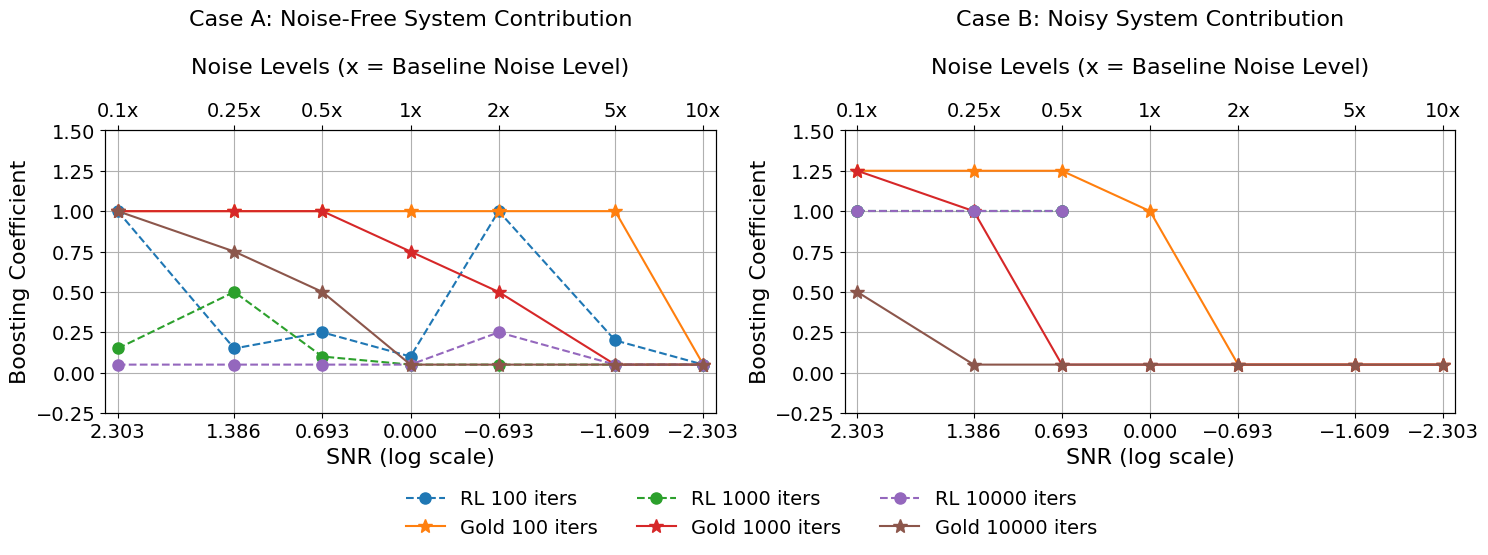 Case A: Noise-Free System Contribution
Noise Levels (x = Baseline Noise Level)
0.1x 0.25x 0.5x 1x 2x 5x 10x
1.50
1.25
1.00
0.75
0.50
0.25
0.00
−0.25
Boosting Coefficient
2.303 1.386 0.693 0.000 −0.693 −1.609 −2.303
SNR (log scale)
Case B: Noisy System Contribution
Noise Levels (x = Baseline Noise Level)
0.1x 0.25x 0.5x 1x 2x 5x 10x
1.50
1.25
1.00
0.75
0.50
0.25
0.00
−0.25
Boosting Coefficient
2.303 1.386 0.693 0.000 −0.693 −1.609 −2.303
SNR (log scale)
RL 100 iters RL 1000 iters RL 10000 iters
Gold 100 iters Gold 1000 iters Gold 10000 iters